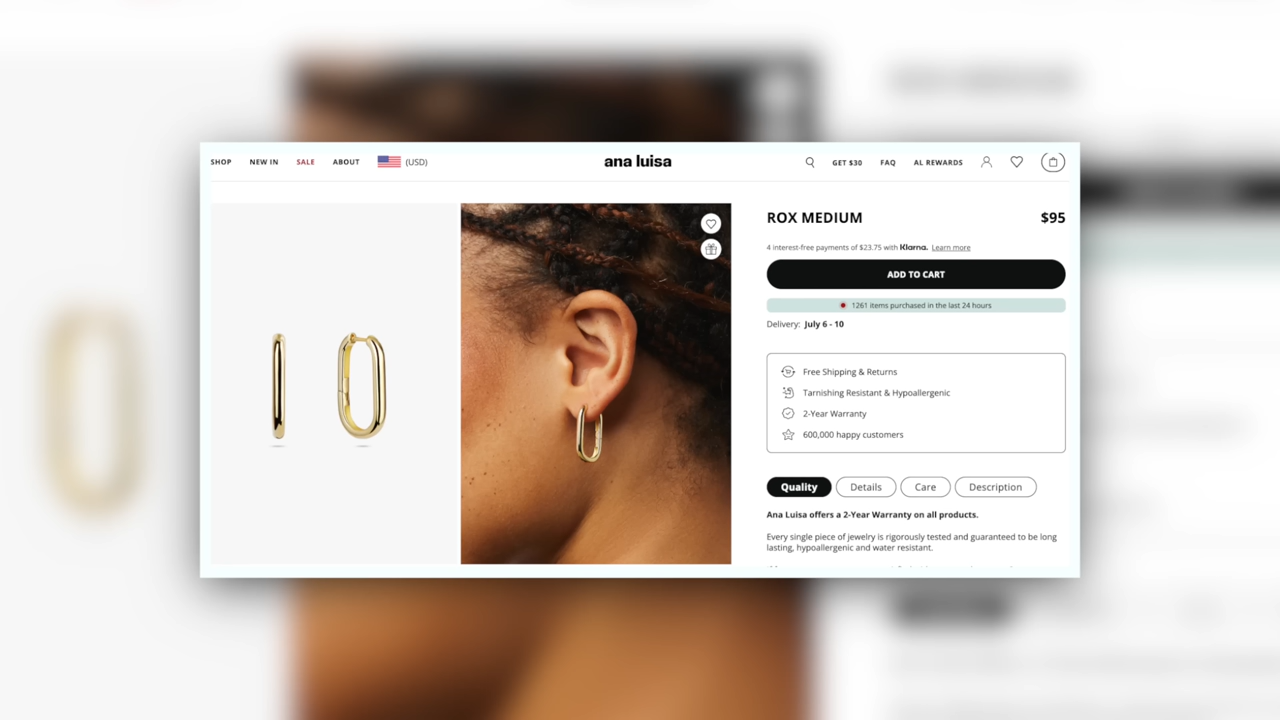 SHOP NEW IN SALE ABOUT (USD) ana luisa GET $30 FAQ AL REWARDS
ROX MEDIUM $95
4 interest-free payments of $23.75 with Klarna. Learn more
ADD TO CART
1261 items purchased in the last 24 hours
Delivery: July 6 - 10
Free Shipping & Returns
Tarnishing Resistant & Hypoallergenic
2-Year Warranty
600,000 happy customers
Quality Details Care Description
Ana Luisa offers a 2-Year Warranty on all products.
Every single piece of jewelry is rigorously tested and guaranteed to be long
lasting, hypoallergenic and water resistant.